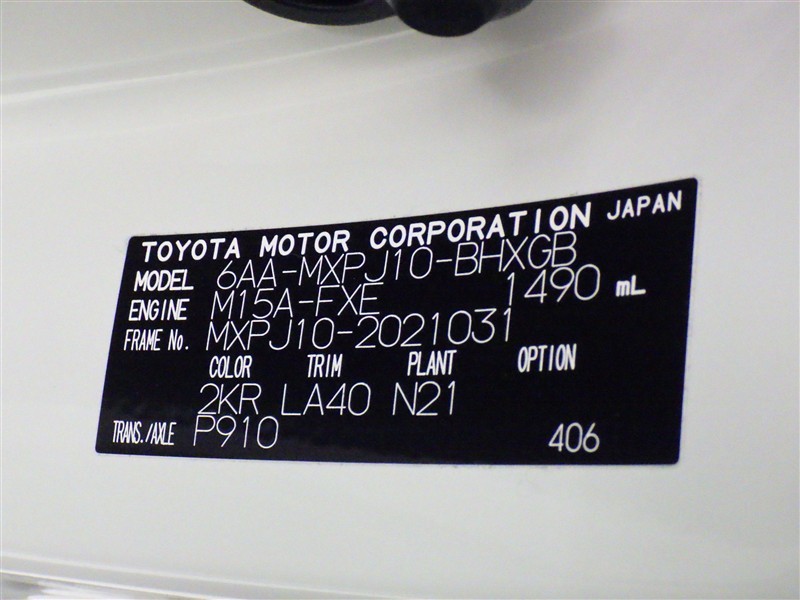 TOYOTA MOTOR CORPORATION JAPAN
MODEL 6AA-MXPJ10-BHXGB
ENGINE M15A-FXE 1490 mL
FRAME No. MXPJ10-2021031
COLOR TRIM PLANT OPTION
2KR LA40 N21
TRANS./AXLE P910 406